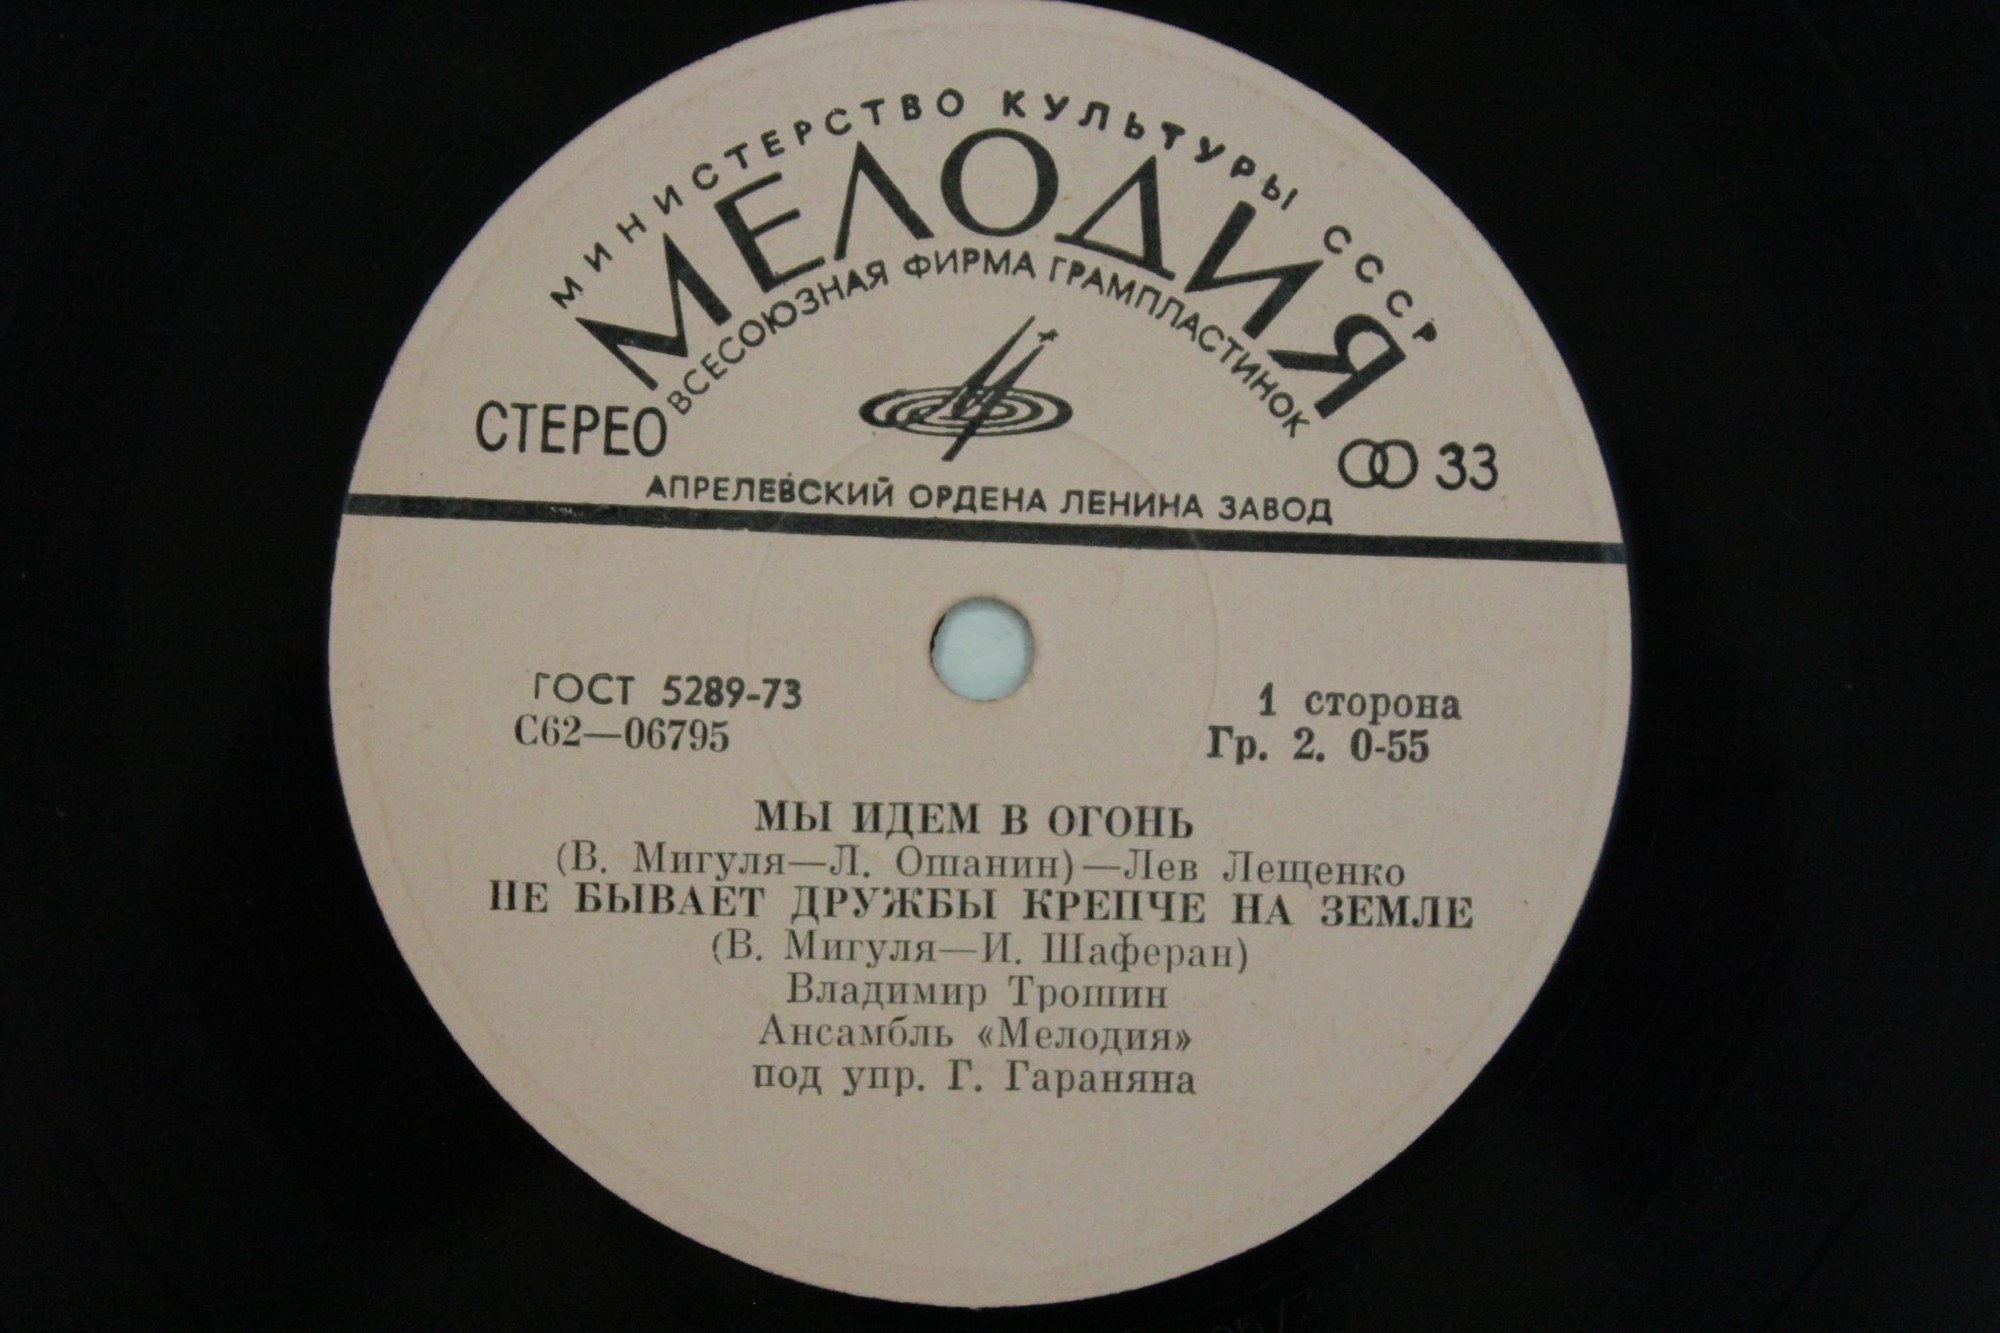 МИНИСТЕРСТВО КУЛЬТУРЫ СССР
МЕЛОДИЯ
ВСЕСОЮЗНАЯ ФИРМА ГРАМПЛАСТИНОК
СТЕРЕО
33
АПРЕЛЕВСКИЙ ОРДЕНА ЛЕНИНА ЗАВОД
ГОСТ 5289-73
С62—06795
1 сторона
Гр. 2. 0-55
МЫ ИДЕМ В ОГОНЬ
(В. Мигуля—Л. Ошанин)—Лев Лещенко
НЕ БЫВАЕТ ДРУЖБЫ КРЕПЧЕ НА ЗЕМЛЕ
(В. Мигуля—И. Шаферан)
Владимир Трошин
Ансамбль «Мелодия»
под упр. Г. Гараняна